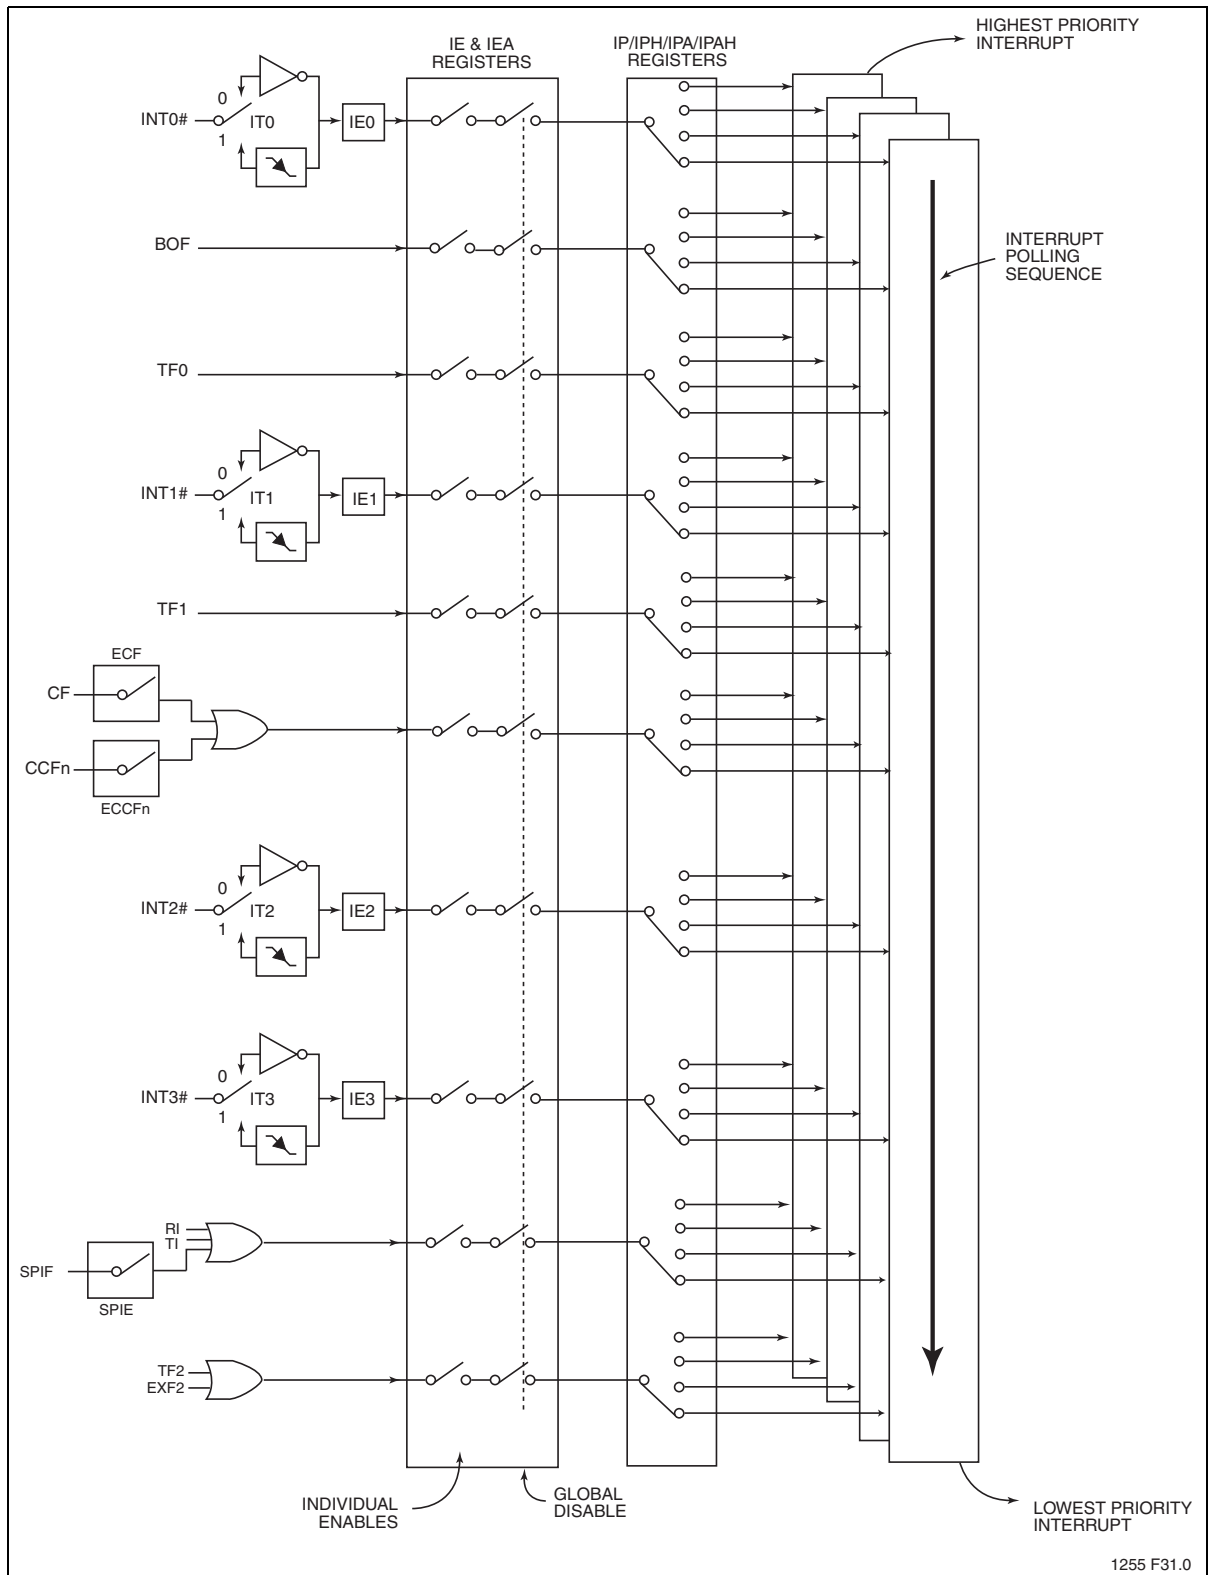 HIGHEST PRIORITY
INTERRUPT
IE & IEA
REGISTERS
IP/IPH/IPA/IPAH
REGISTERS
0
INT0#
IT0
IE0
1
BOF
INTERRUPT
POLLING
SEQUENCE
TF0
0
INT1#
IT1
IE1
1
TF1
ECF
CF
CCFn
ECCFn
0
INT2#
IT2
IE2
1
0
INT3#
IT3
IE3
1
RI
TI
SPIF
SPIE
TF2
EXF2
INDIVIDUAL
ENABLES
GLOBAL
DISABLE
LOWEST PRIORITY
INTERRUPT
1255 F31.0